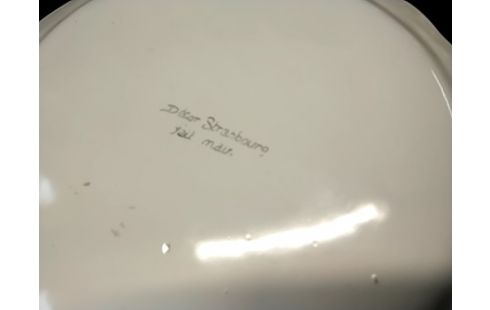 Décor Strasbourg
fait main.